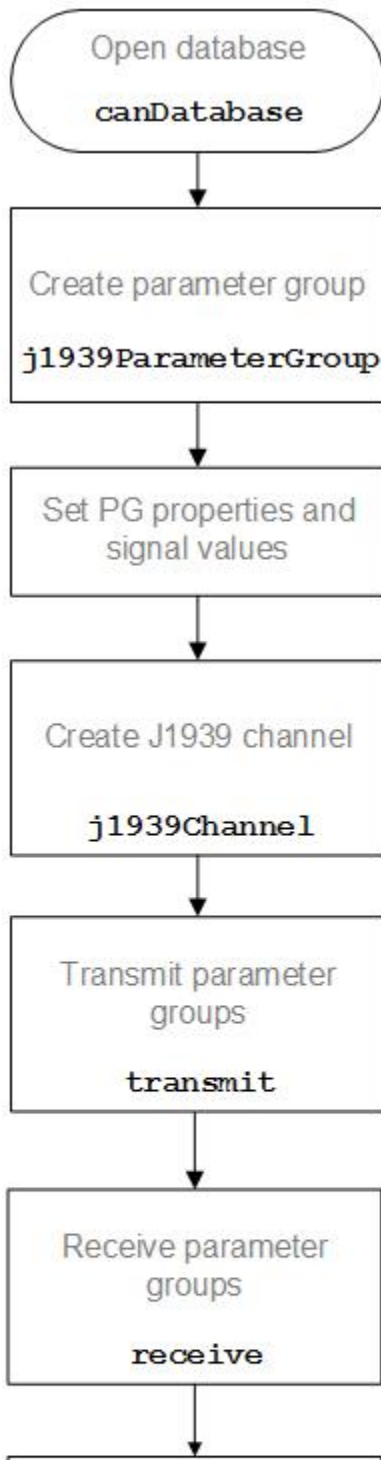 Open database
canDatabase
Create parameter group
j1939ParameterGroup
Set PG properties and
signal values
Create J1939 channel
j1939Channel
Transmit parameter
groups
transmit
Receive parameter
groups
receive